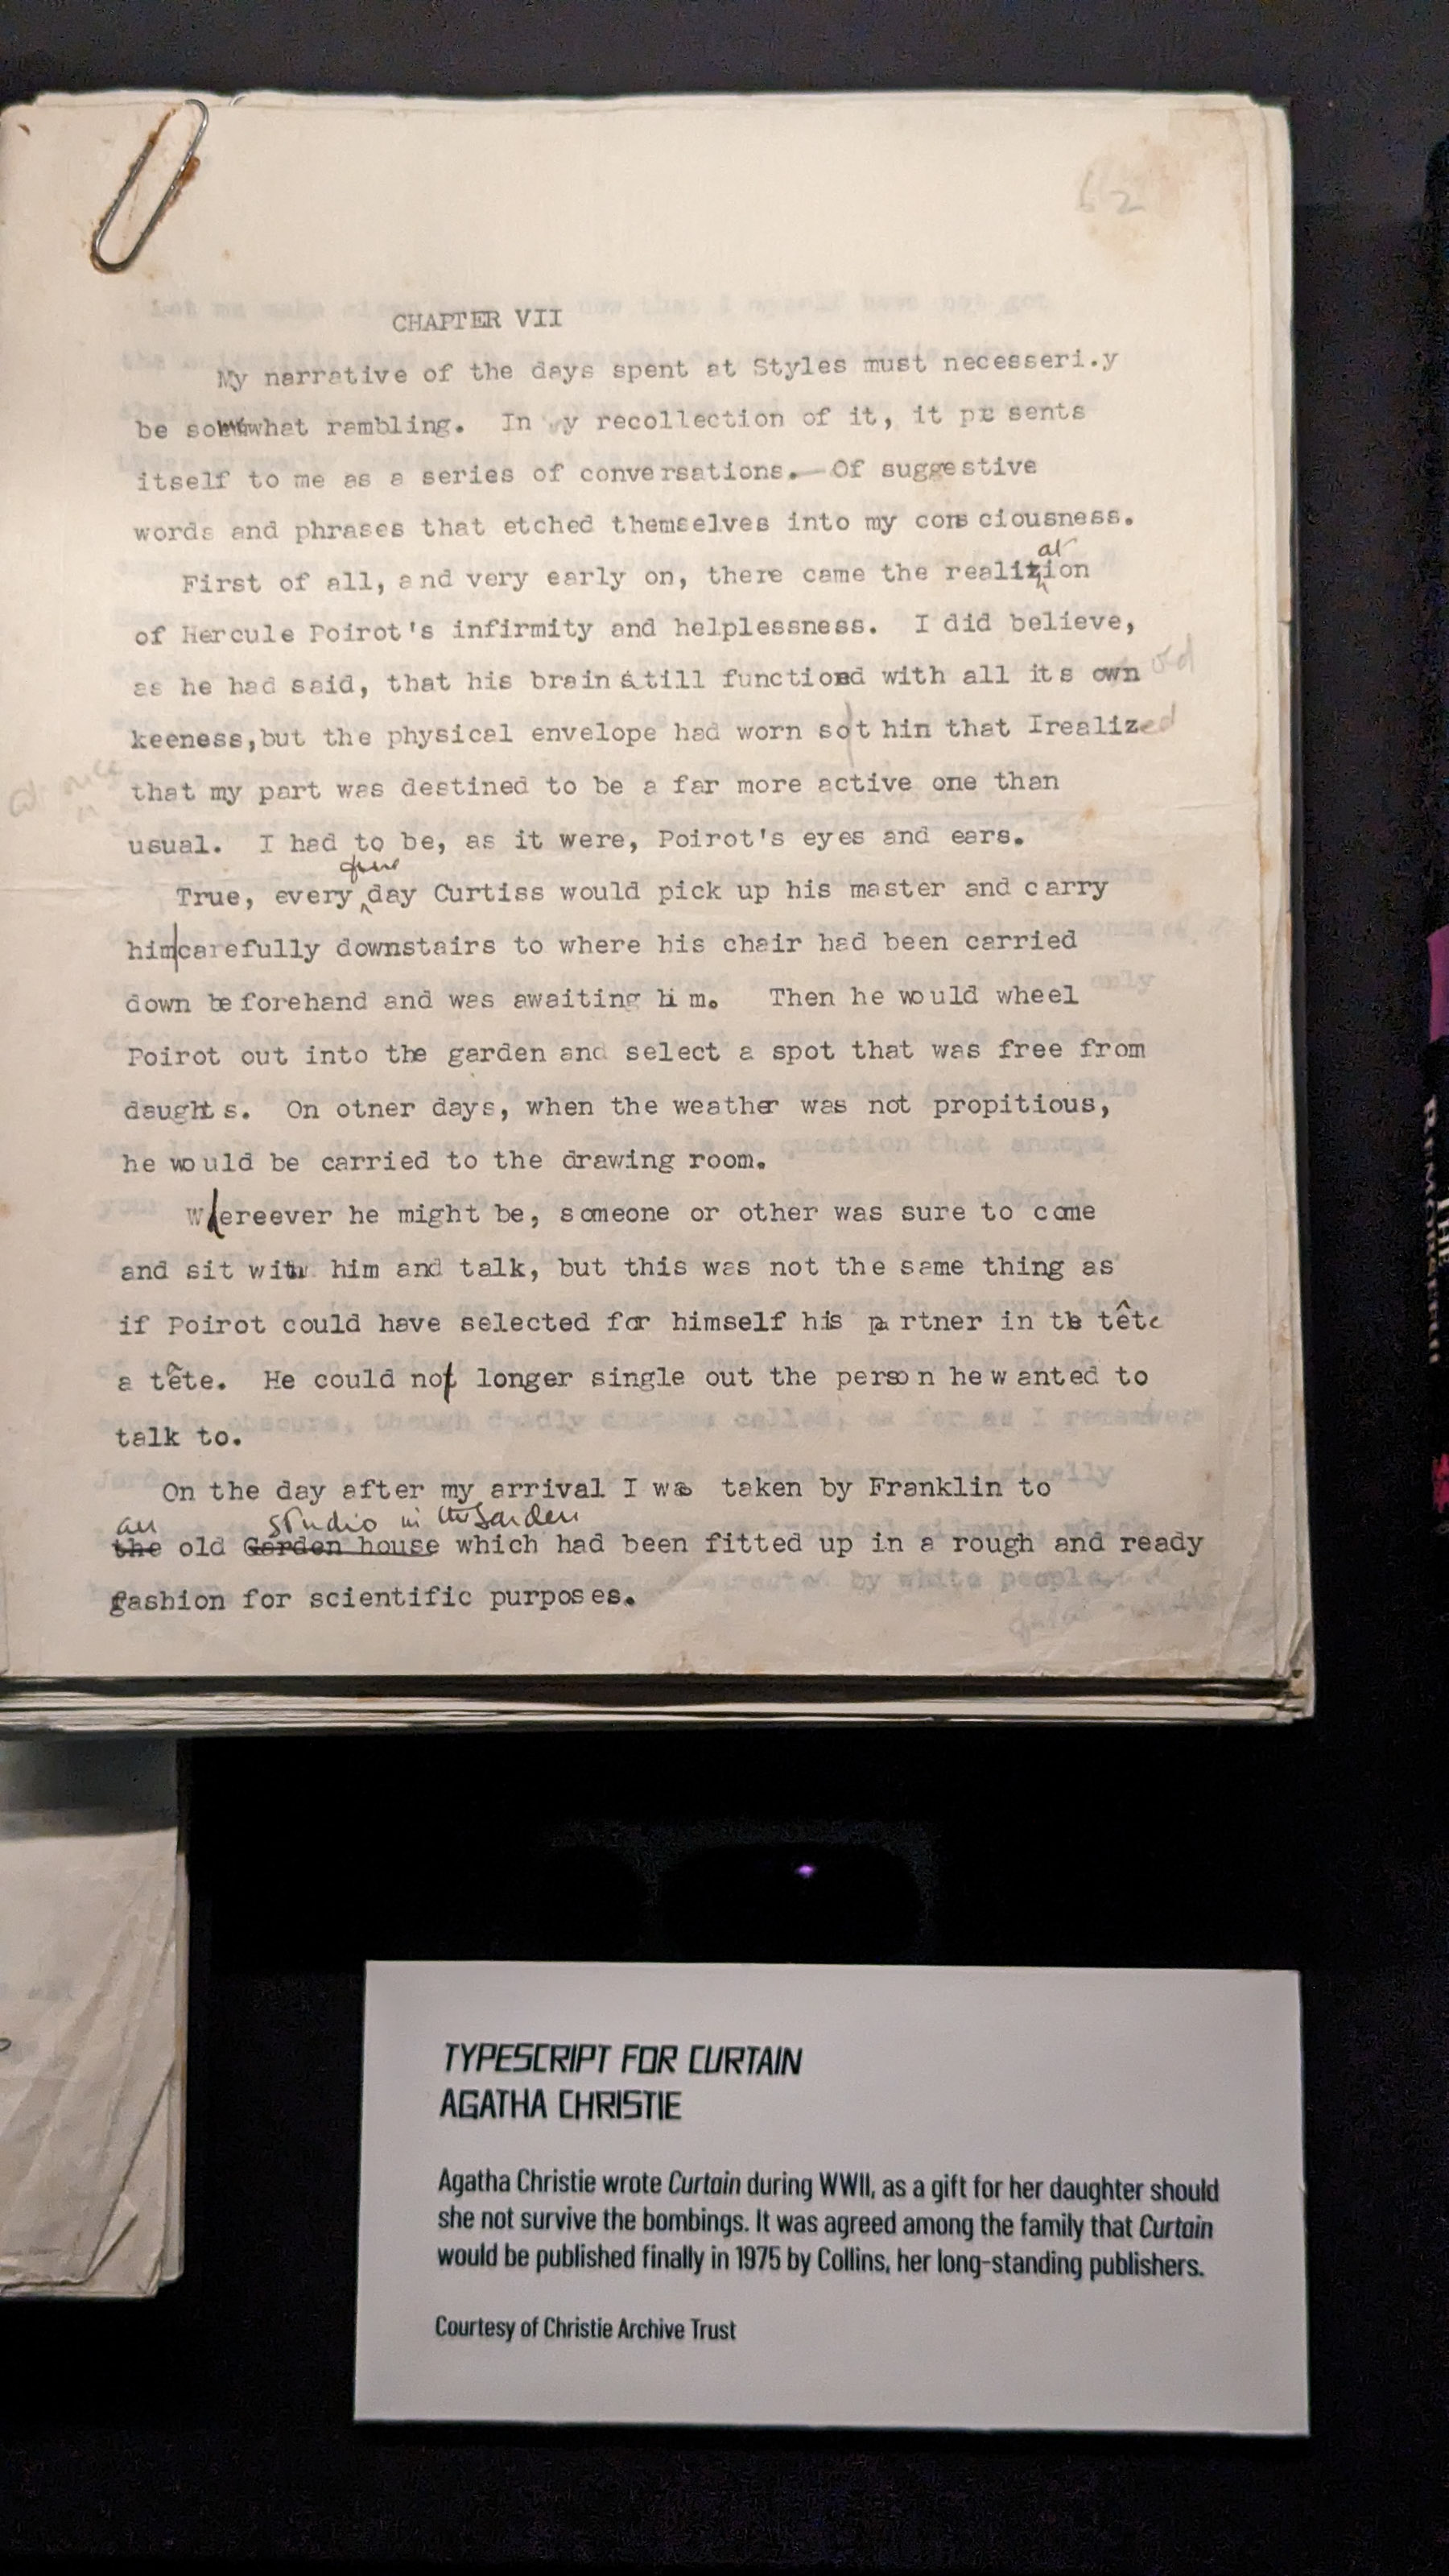 62
CHAPTER VII
My narrative of the days spent at Styles must necesseri.y
be somewhat rambling. In my recollection of it, it presents
itself to me as a series of conversations. Of suggestive
words and phrases that etched themselves into my consciousness.
at
First of all, and very early on, there came the realizion
of Hercule Poirot's infirmity and helplessness. I did believe,
as he had said, that his brain still functioned with all its own old
keeness,but the physical envelope had worn so thin that Irealized
at once
that my part was destined to be a far more active one than
usual. I had to be, as it were, Poirot's eyes and ears.
fine
True, every day Curtiss would pick up his master and carry
him carefully downstairs to where his chair had been carried
down beforehand and was awaiting him. Then he would wheel
Poirot out into the garden and select a spot that was free from
daughts. On otner days, when the weather was not propitious,
he would be carried to the drawing room.
Whereever he might be, someone or other was sure to come
and sit with him and talk, but this was not the same thing as
if Poirot could have selected for himself his partner in the tête
a tête. He could not longer single out the person he wanted to
talk to.
On the day after my arrival I was taken by Franklin to
an studio in the Garden
the old Garden house which had been fitted up in a rough and ready
fashion for scientific purposes.
TYPESCRIPT FOR CURTAIN
AGATHA CHRISTIE
Agatha Christie wrote Curtain during WWII, as a gift for her daughter should
she not survive the bombings. It was agreed among the family that Curtain
would be published finally in 1975 by Collins, her long-standing publishers.
Courtesy of Christie Archive Trust
THE